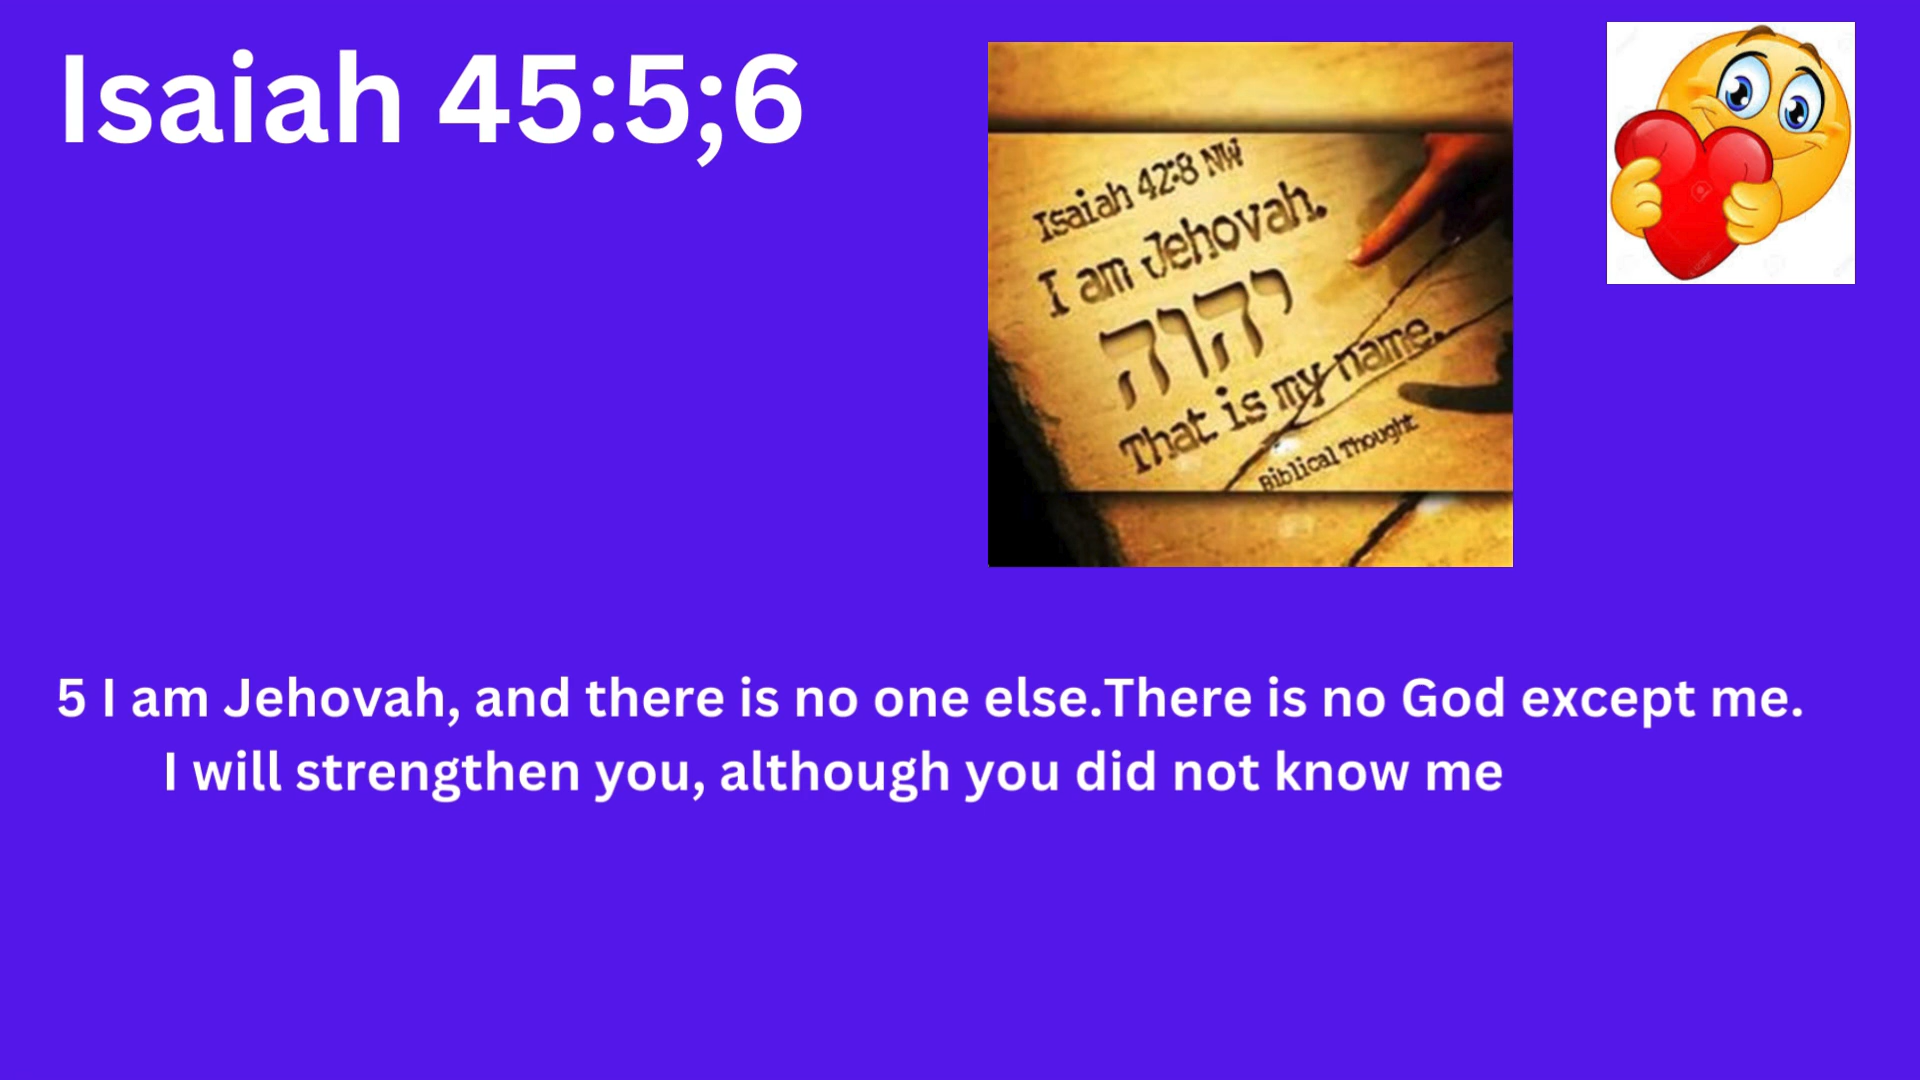 Isaiah 45:5;6
Isaiah 42:8 NW
I am Jehovah.
יהוה
That is my name.
Biblical Thought
5 I am Jehovah, and there is no one else.There is no God except me.
I will strengthen you, although you did not know me